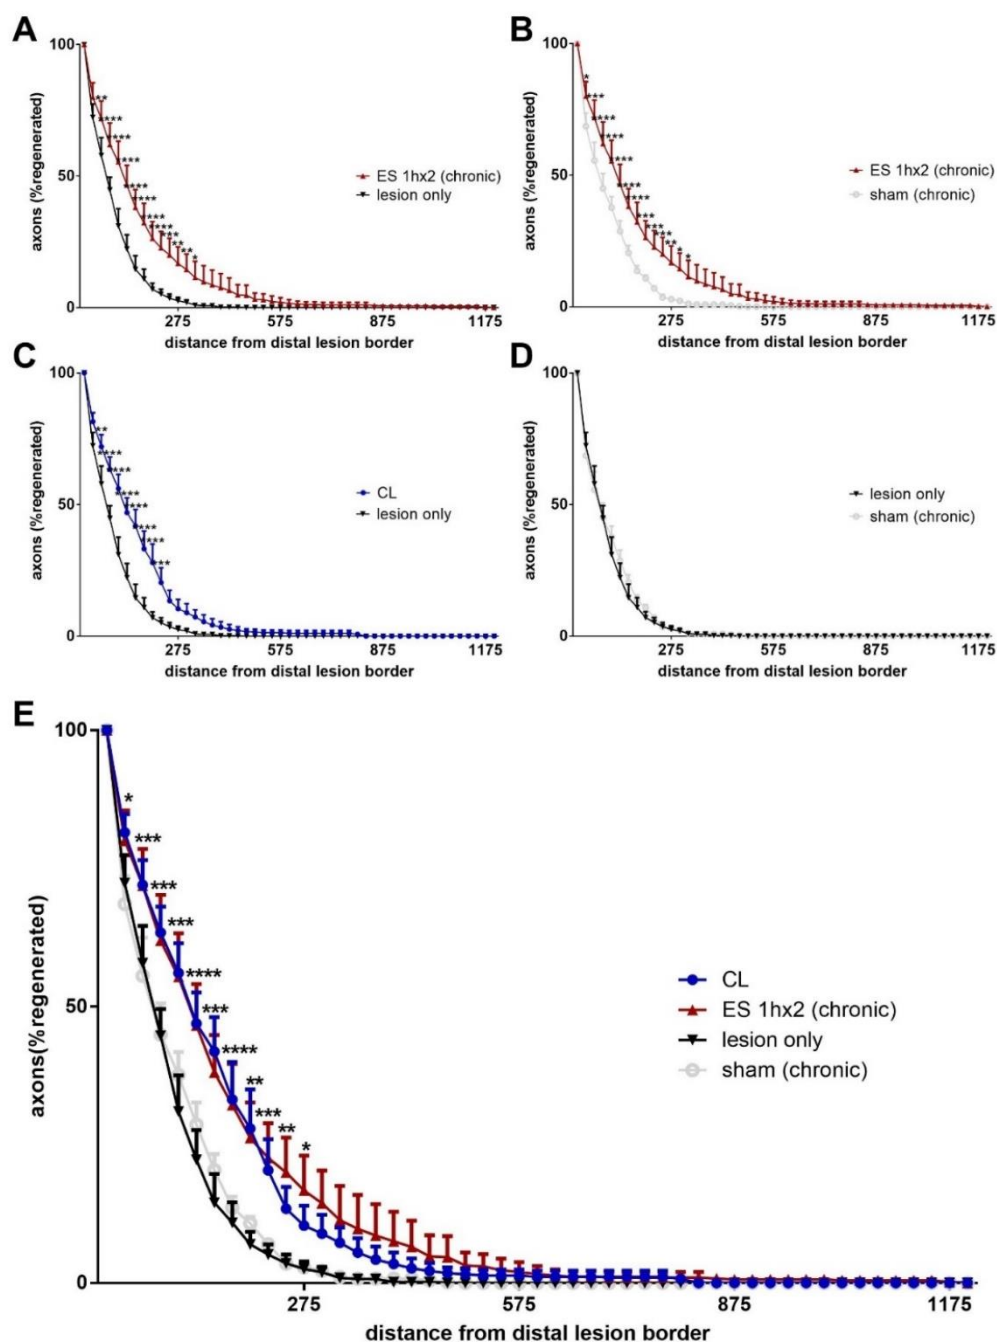 A
100
50
0
axons (%regenerated)
ES 1hx2 (chronic)
lesion only
275 575 875 1175
distance from distal lesion border
B
100
50
0
axons (%regenerated)
ES 1hx2 (chronic)
sham (chronic)
275 575 875 1175
distance from distal lesion border
C
100
50
0
axons (%regenerated)
CL
lesion only
275 575 875 1175
distance from distal lesion border
D
100
50
0
axons (%regenerated)
lesion only
sham (chronic)
275 575 875 1175
distance from distal lesion border
E
100
50
0
axons(%regenerated)
*
***
***
***
****
***
****
**
***
**
*
CL
ES 1hx2 (chronic)
lesion only
sham (chronic)
275 575 875 1175
distance from distal lesion border